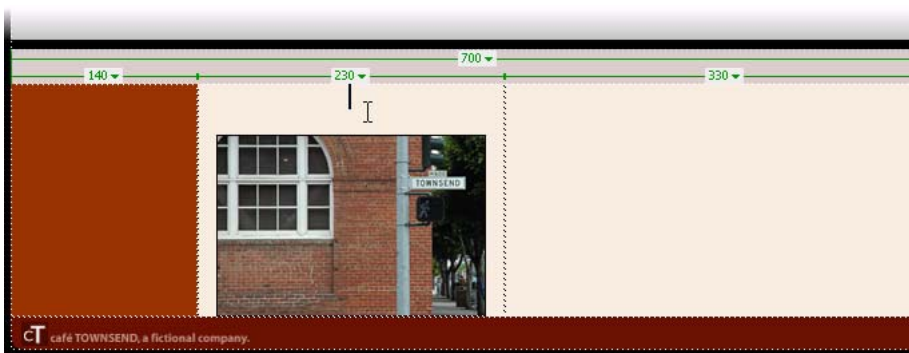 700
140
230
330
TOWNSEND
cT café TOWNSEND, a fictional company.